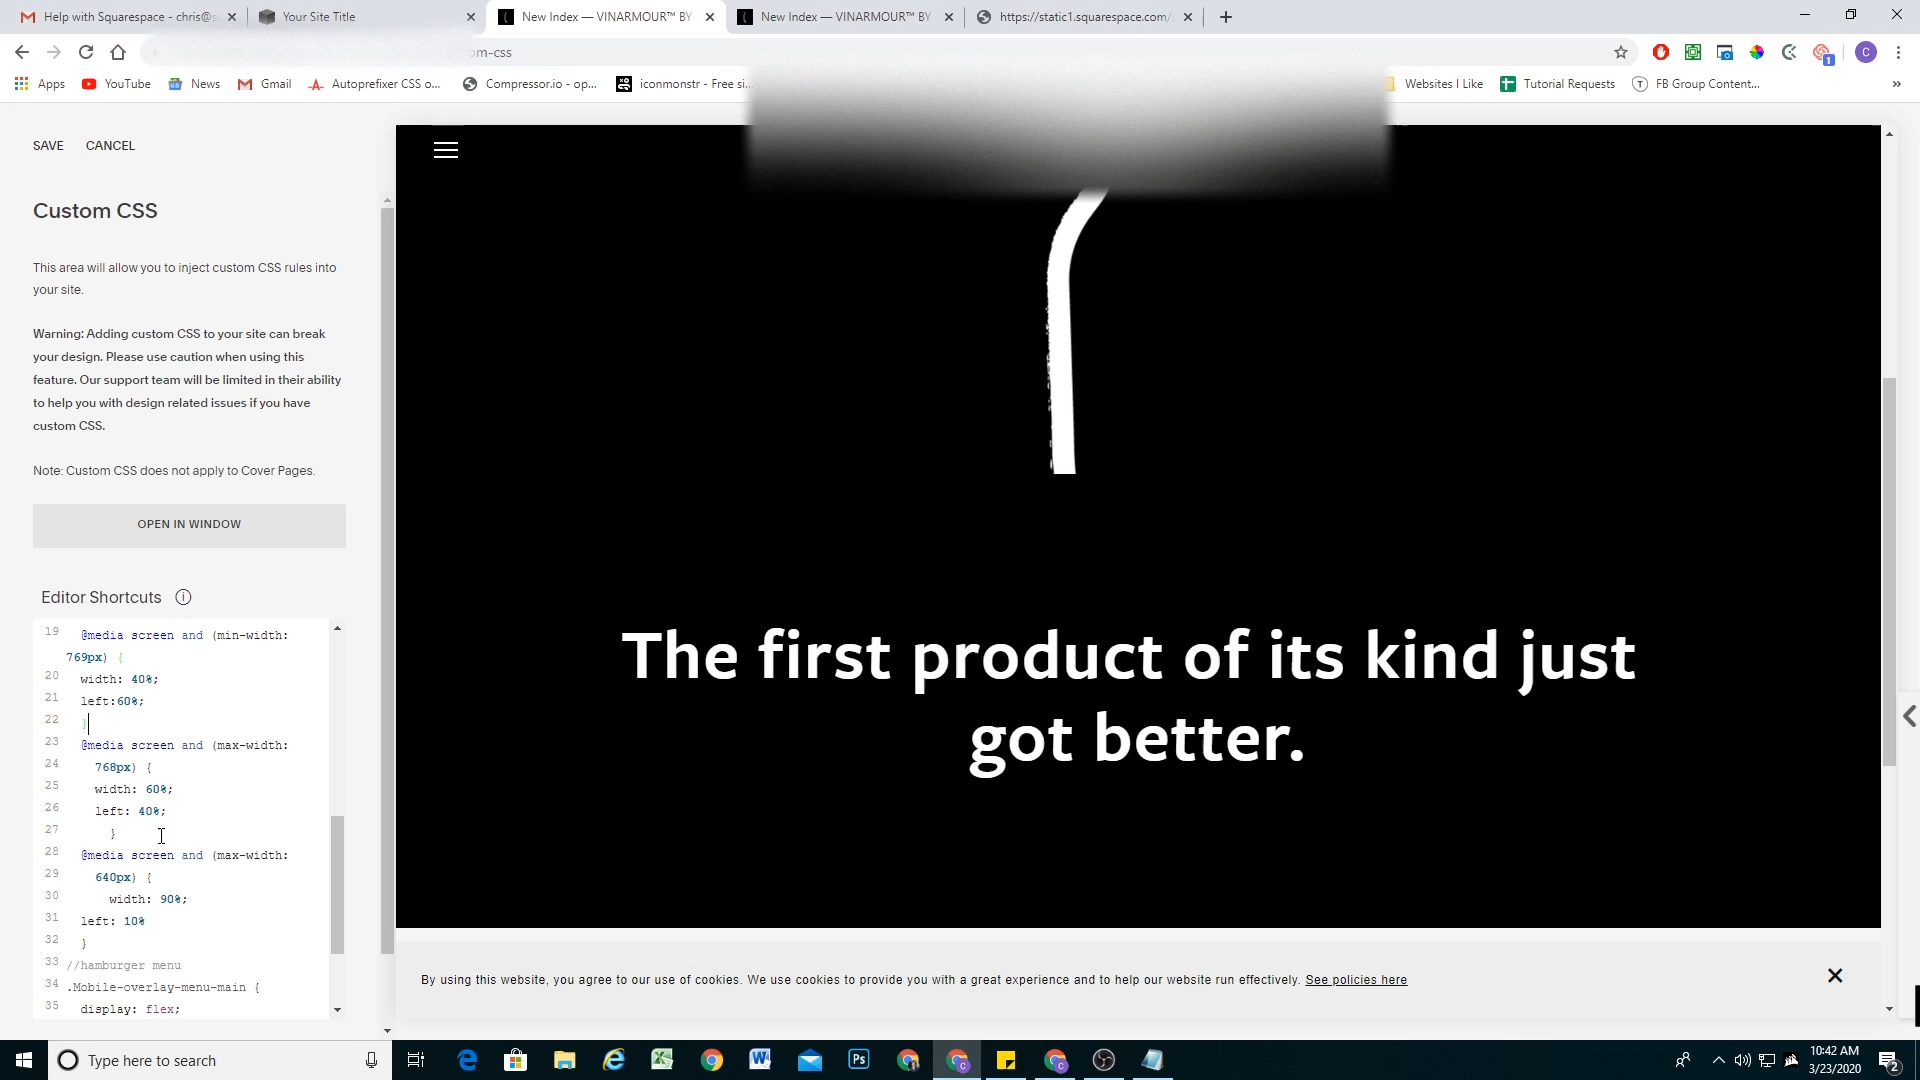 Help with Squarespace - chris@s
Your Site Title
New Index — VINARMOUR™ BY
New Index — VINARMOUR™ BY
https://static1.squarespace.com/
om-css
1
C
Apps
YouTube
News
Gmail
Autoprefixer CSS o...
Compressor.io - op...
iconmonstr - Free si...
Websites I Like
Tutorial Requests
FB Group Content...
»
SAVE
CANCEL
Custom CSS
This area will allow you to inject custom CSS rules into
your site.
Warning: Adding custom CSS to your site can break
your design. Please use caution when using this
feature. Our support team will be limited in their ability
to help you with design related issues if you have
custom CSS.
Note: Custom CSS does not apply to Cover Pages.
OPEN IN WINDOW
Editor Shortcuts
19 @media screen and (min-width:
769px) {
20 width: 40%;
21 left:60%;
22 }
23 @media screen and (max-width:
24 768px) {
25 width: 60%;
26 left: 40%;
27 }
28 @media screen and (max-width:
29 640px) {
30 width: 90%;
31 left: 10%
32 }
33 //hamburger menu
34 .Mobile-overlay-menu-main {
35 display: flex;
The first product of its kind just
got better.
By using this website, you agree to our use of cookies. We use cookies to provide you with a great experience and to help our website run effectively. See policies here
Type here to search
Ps
10:42 AM
3/23/2020
2